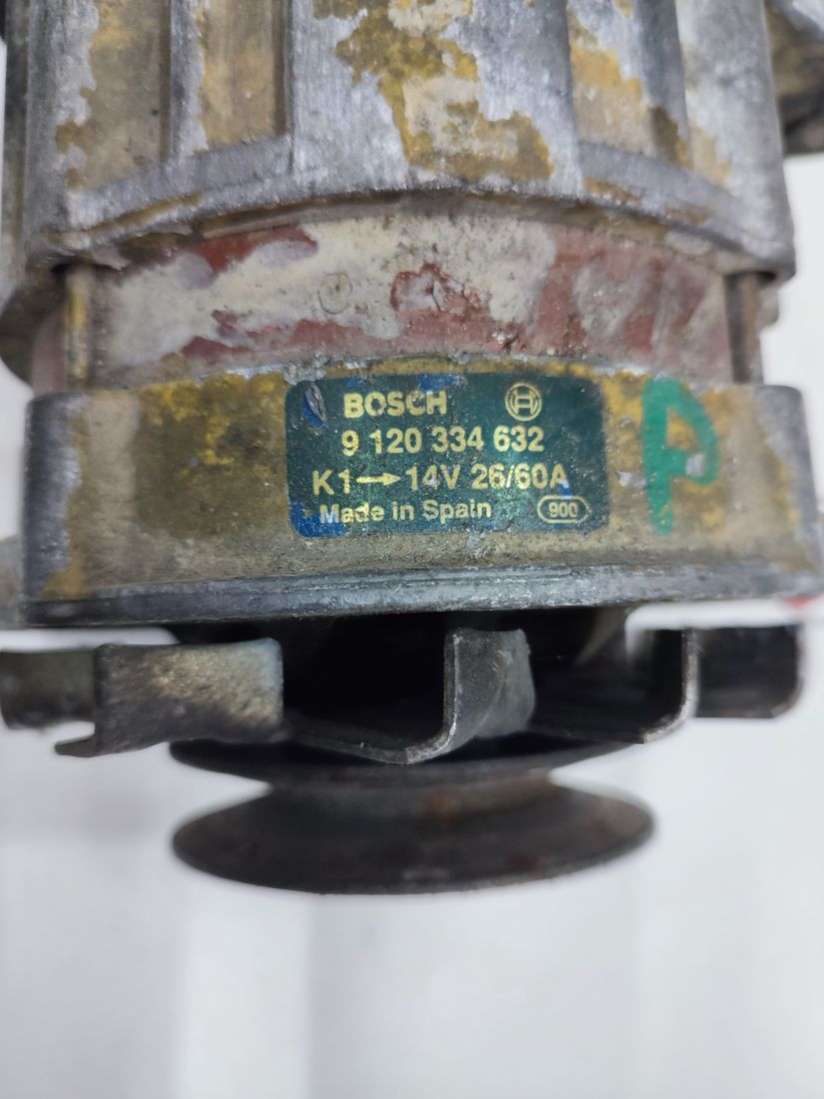 BOSCH
9 120 334 632
K1→14V 26/60A
Made in Spain 900